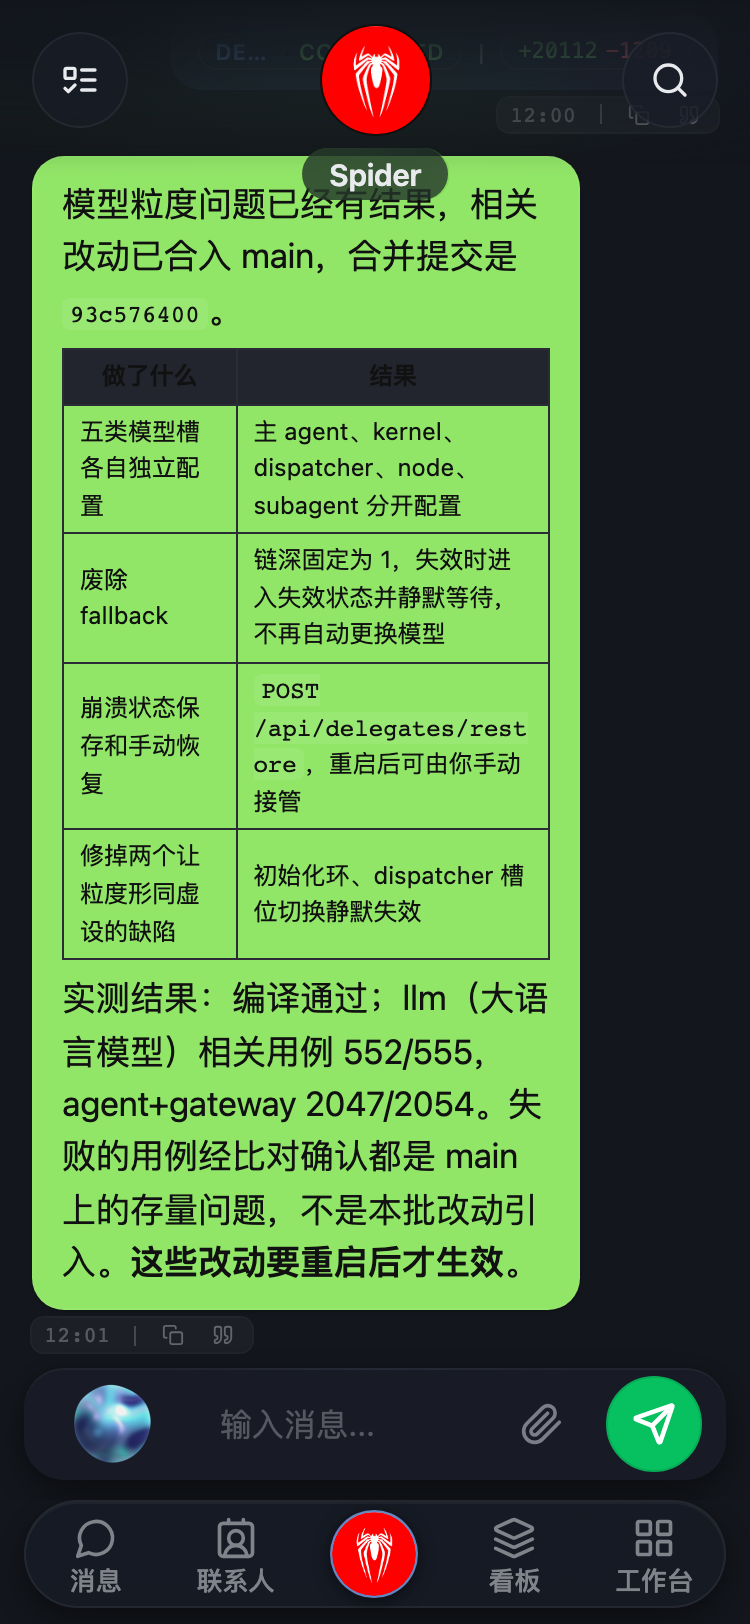 DE...
+20112
12:00
Spider
模型粒度问题已经有结果，相关
改动已合入 main，合并提交是
93c576400。
做了什么
结果
五类模型槽
各自独立配
置
主 agent、kernel、
dispatcher、node、
subagent 分开配置
废除
fallback
链深固定为 1，失效时进
入失效状态并静默等待，
不再自动更换模型
崩溃状态保
存和手动恢
复
POST
/api/delegates/rest
ore，重启后可由你手动
接管
修掉两个让
粒度形同虚
设的缺陷
初始化环、dispatcher 槽
位切换静默失效
实测结果：编译通过；llm（大语
言模型）相关用例 552/555，
agent+gateway 2047/2054。失
败的用例经比对确认都是 main
上的存量问题，不是本批改动引
入。这些改动要重启后才生效。
12:01
输入消息...
消息
联系人
看板
工作台